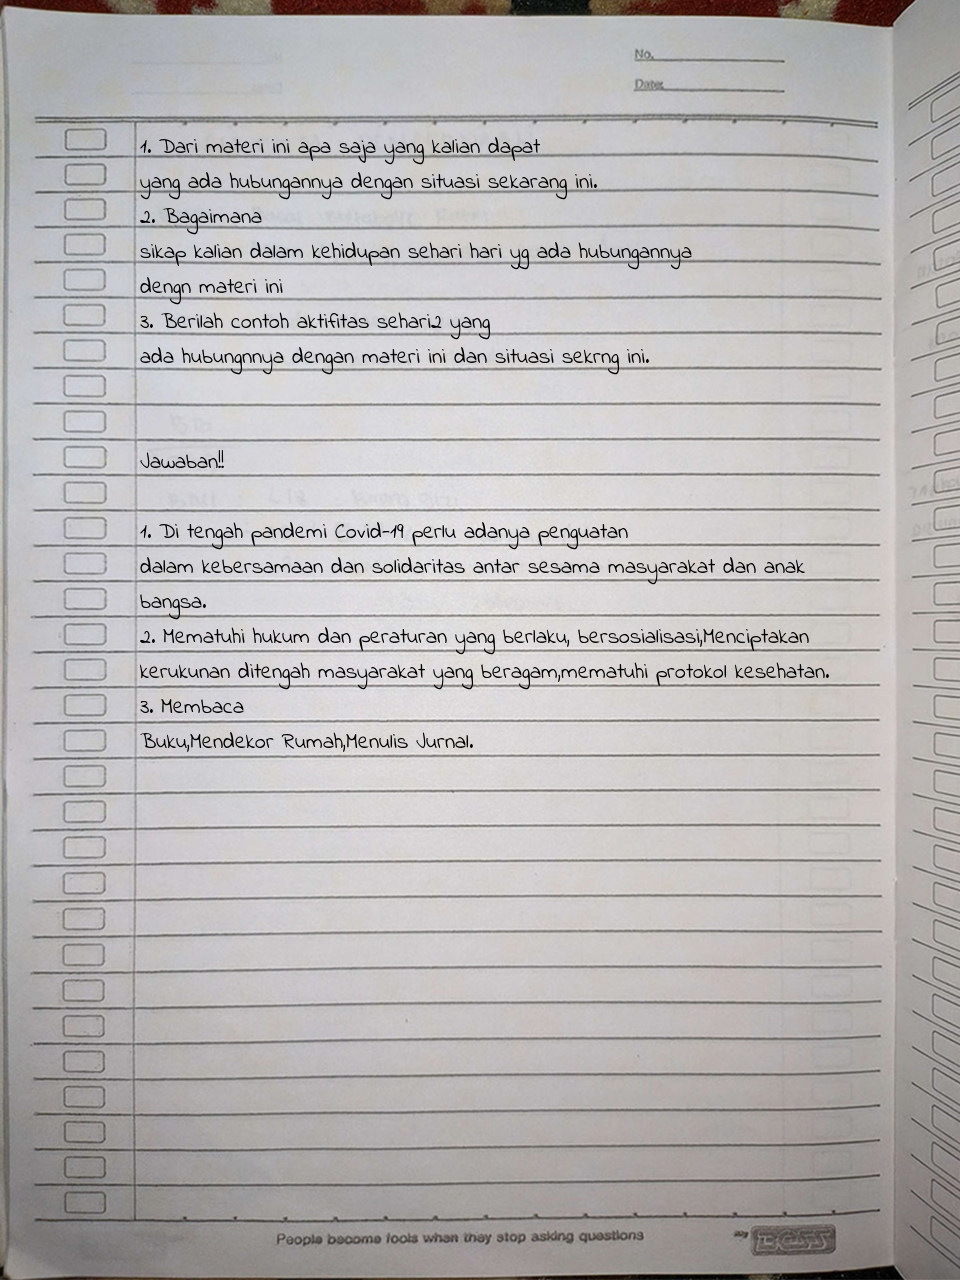 No.
Date:
1. Dari materi ini apa saja yang kalian dapat
yang ada hubungannya dengan situasi sekarang ini.
2. Bagaimana
sikap kalian dalam kehidupan sehari hari yg ada hubungannya
dengn materi ini
3. Berilah contoh aktifitas sehari2 yang
ada hubungnnya dengan materi ini dan situasi sekrng ini.
Jawaban!!
1. Di tengah pandemi Covid-19 perlu adanya penguatan
dalam kebersamaan dan solidaritas antar sesama masyarakat dan anak
bangsa.
2. Mematuhi hukum dan peraturan yang berlaku, bersosialisasi,Menciptakan
kerukunan ditengah masyarakat yang beragam,mematuhi protokol kesehatan.
3. Membaca
Buku,Mendekor Rumah,Menulis Jurnal.
People become fools when they stop asking questions
my BOSS